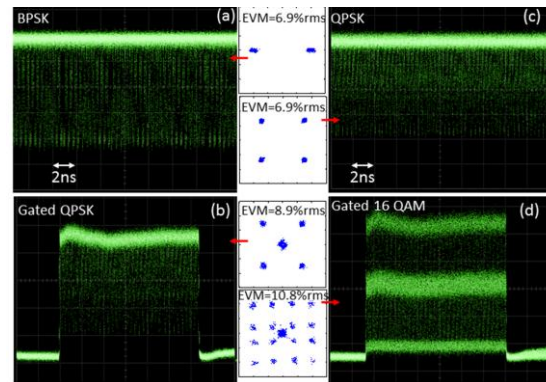 BPSK
(a)
EVM=6.9%rms
QPSK
(c)
EVM=6.9%rms
2ns
2ns
Gated QPSK
(b)
EVM=8.9%rms
Gated 16 QAM
(d)
EVM=10.8%rms